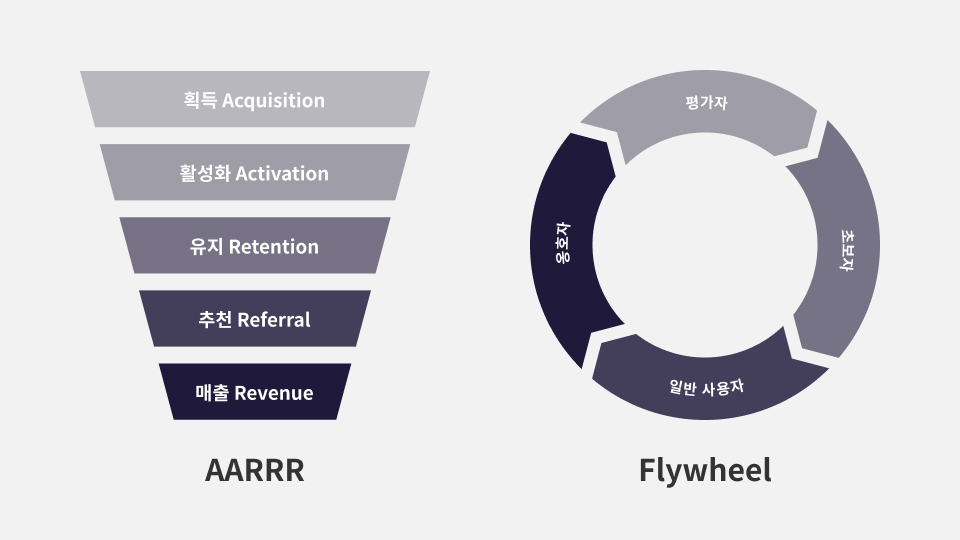 획득 Acquisition
활성화 Activation
유지 Retention
추천 Referral
매출 Revenue
AARRR
평가자
초보자
일반 사용자
옹호자
Flywheel